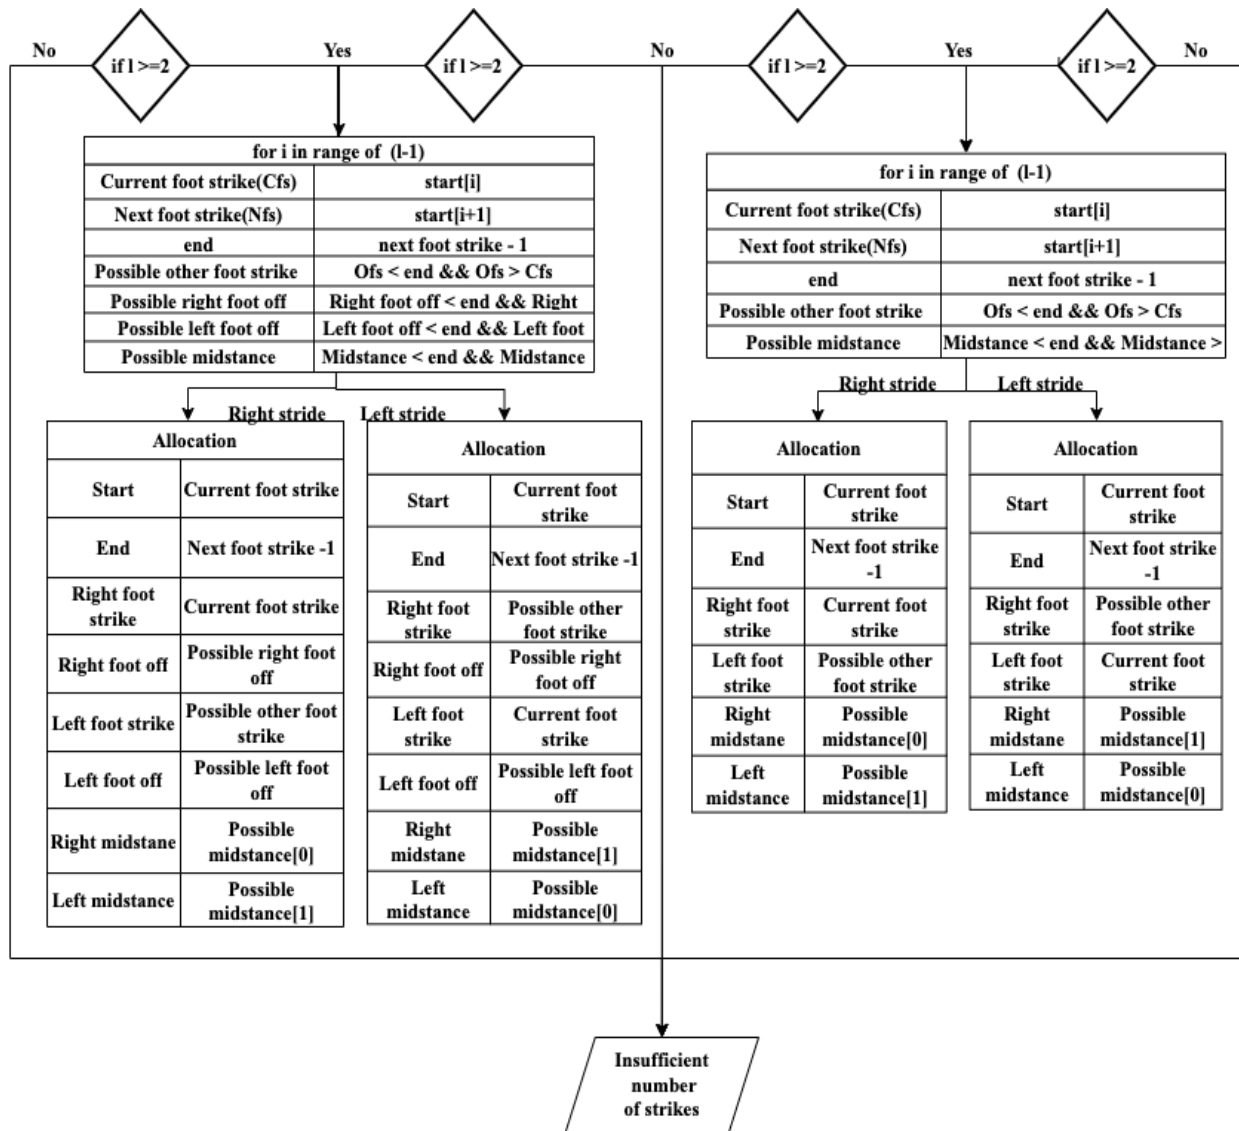 No
if l >=2
Yes
if l >=2
No
if l >=2
Yes
if l >=2
No
for i in range of (l-1)
Current foot strike(Cfs)
start[i]
Next foot strike(Nfs)
start[i+1]
end
next foot strike - 1
Possible other foot strike
Ofs < end && Ofs > Cfs
Possible right foot off
Right foot off < end && Right
Possible left foot off
Left foot off < end && Left foot
Possible midstance
Midstance < end && Midstance
Right stride
Left stride
Allocation
Start
Current foot strike
End
Next foot strike -1
Right foot
strike
Current foot strike
Right foot off
Possible right foot
off
Left foot strike
Possible other foot
strike
Left foot off
Possible left foot
off
Right midstane
Possible
midstance[0]
Left midstance
Possible
midstance[1]
Allocation
Start
Current foot
strike
End
Next foot strike -1
Right foot
strike
Possible other
foot strike
Right foot off
Possible right
foot off
Left foot
strike
Current foot
strike
Left foot off
Possible left foot
off
Right
midstane
Possible
midstance[1]
Left
midstance
Possible
midstance[0]
for i in range of (l-1)
Current foot strike(Cfs)
start[i]
Next foot strike(Nfs)
start[i+1]
end
next foot strike - 1
Possible other foot strike
Ofs < end && Ofs > Cfs
Possible midstance
Midstance < end && Midstance >
Right stride
Left stride
Allocation
Start
Current foot
strike
End
Next foot strike
-1
Right foot
strike
Current foot
strike
Left foot
strike
Possible other
foot strike
Right
midstane
Possible
midstance[0]
Left
midstance
Possible
midstance[1]
Allocation
Start
Current foot
strike
End
Next foot strike
-1
Right foot
strike
Possible other
foot strike
Left foot
strike
Current foot
strike
Right
midstane
Possible
midstance[1]
Left
midstance
Possible
midstance[0]
Insufficient
number
of strikes